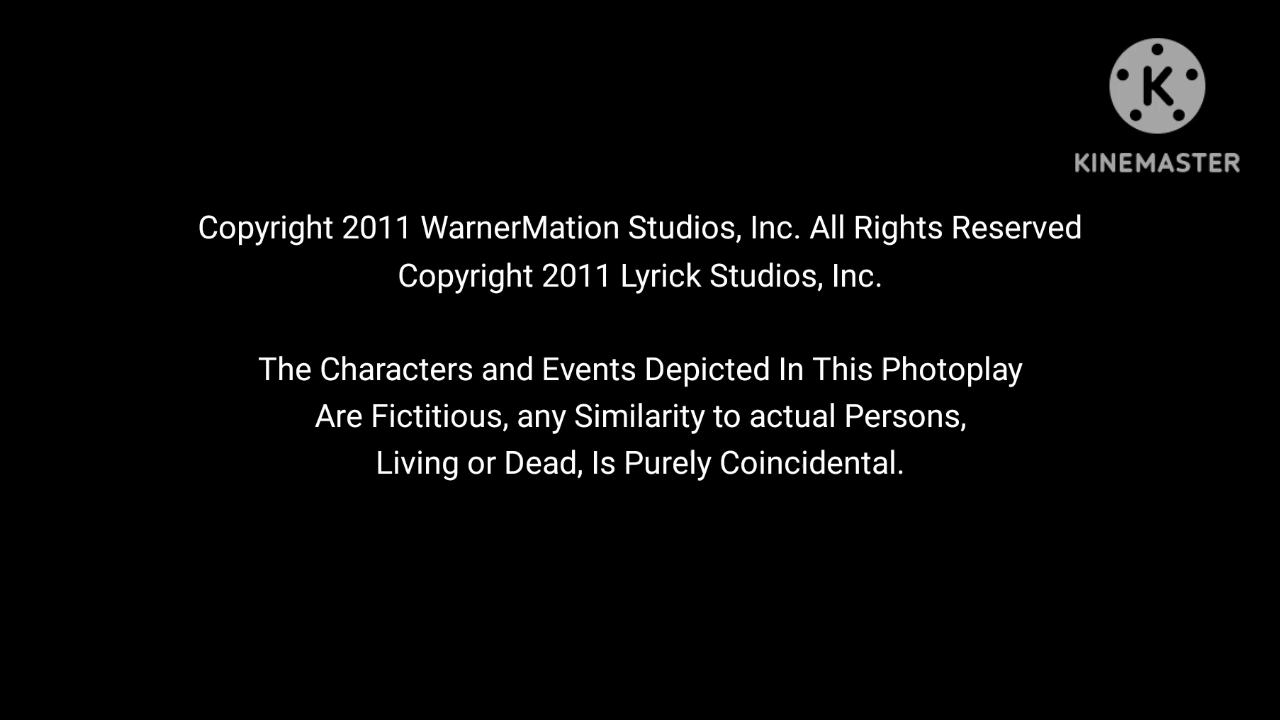 K
KINEMASTER
Copyright 2011 WarnerMation Studios, Inc. All Rights Reserved
Copyright 2011 Lyrick Studios, Inc.
The Characters and Events Depicted In This Photoplay
Are Fictitious, any Similarity to actual Persons,
Living or Dead, Is Purely Coincidental.